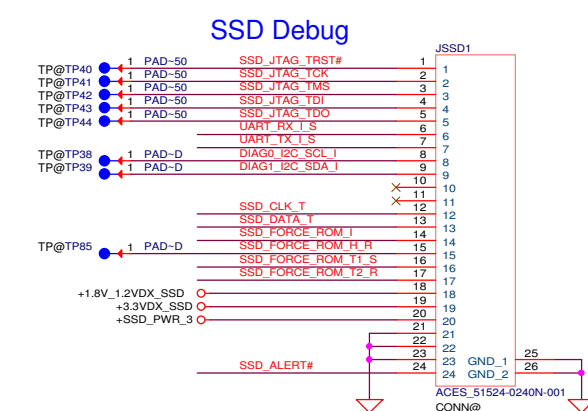 SSD Debug
JSSD1
TP@TP40 1 PAD~50 SSD_JTAG_TRST# 1 1
TP@TP41 1 PAD~50 SSD_JTAG_TCK 2 2
TP@TP42 1 PAD~50 SSD_JTAG_TMS 3 3
TP@TP43 1 PAD~50 SSD_JTAG_TDI 4 4
TP@TP44 1 PAD~50 SSD_JTAG_TDO 5 5
UART_RX_I_S 6 6
UART_TX_I_S 7 7
TP@TP38 1 PAD~D DIAG0_I2C_SCL_I 8 8
TP@TP39 1 PAD~D DIAG1_I2C_SDA_I 9 9
10 10
11 11
SSD_CLK_T 12 12
SSD_DATA_T 13 13
SSD_FORCE_ROM_I 14 14
TP@TP85 1 PAD~D SSD_FORCE_ROM_H_R 15 15
SSD_FORCE_ROM_T1_S 16 16
SSD_FORCE_ROM_T2_R 17 17
+1.8V_1.2VDX_SSD 18 18
+3.3VDX_SSD 19 19
+SSD_PWR_3 20 20
21 21
22 22
23 23 GND_1 25
SSD_ALERT# 24 24 GND_2 26
ACES_51524-0240N-001
CONN@